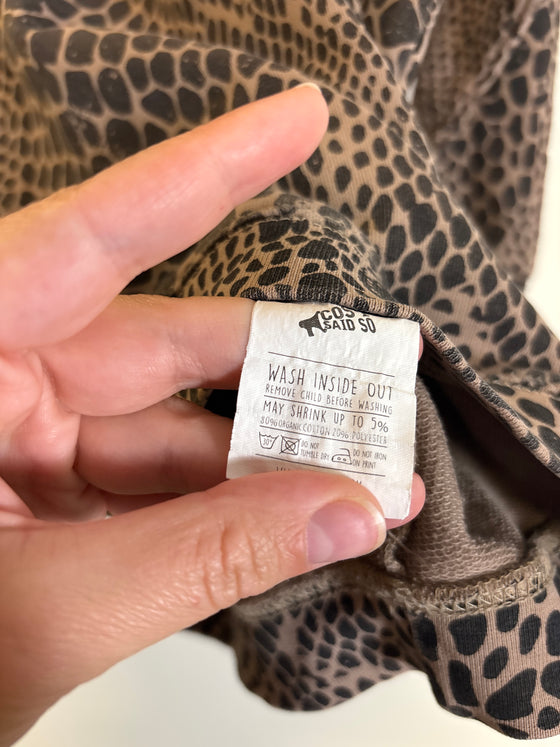 COS I
SAID SO
WASH INSIDE OUT
REMOVE CHILD BEFORE WASHING
MAY SHRINK UP TO 5%
80% ORGANIC COTTON 20% POLYESTER
30°
DO NOT
TUMBLE DRY
DO NOT IRON
ON PRINT